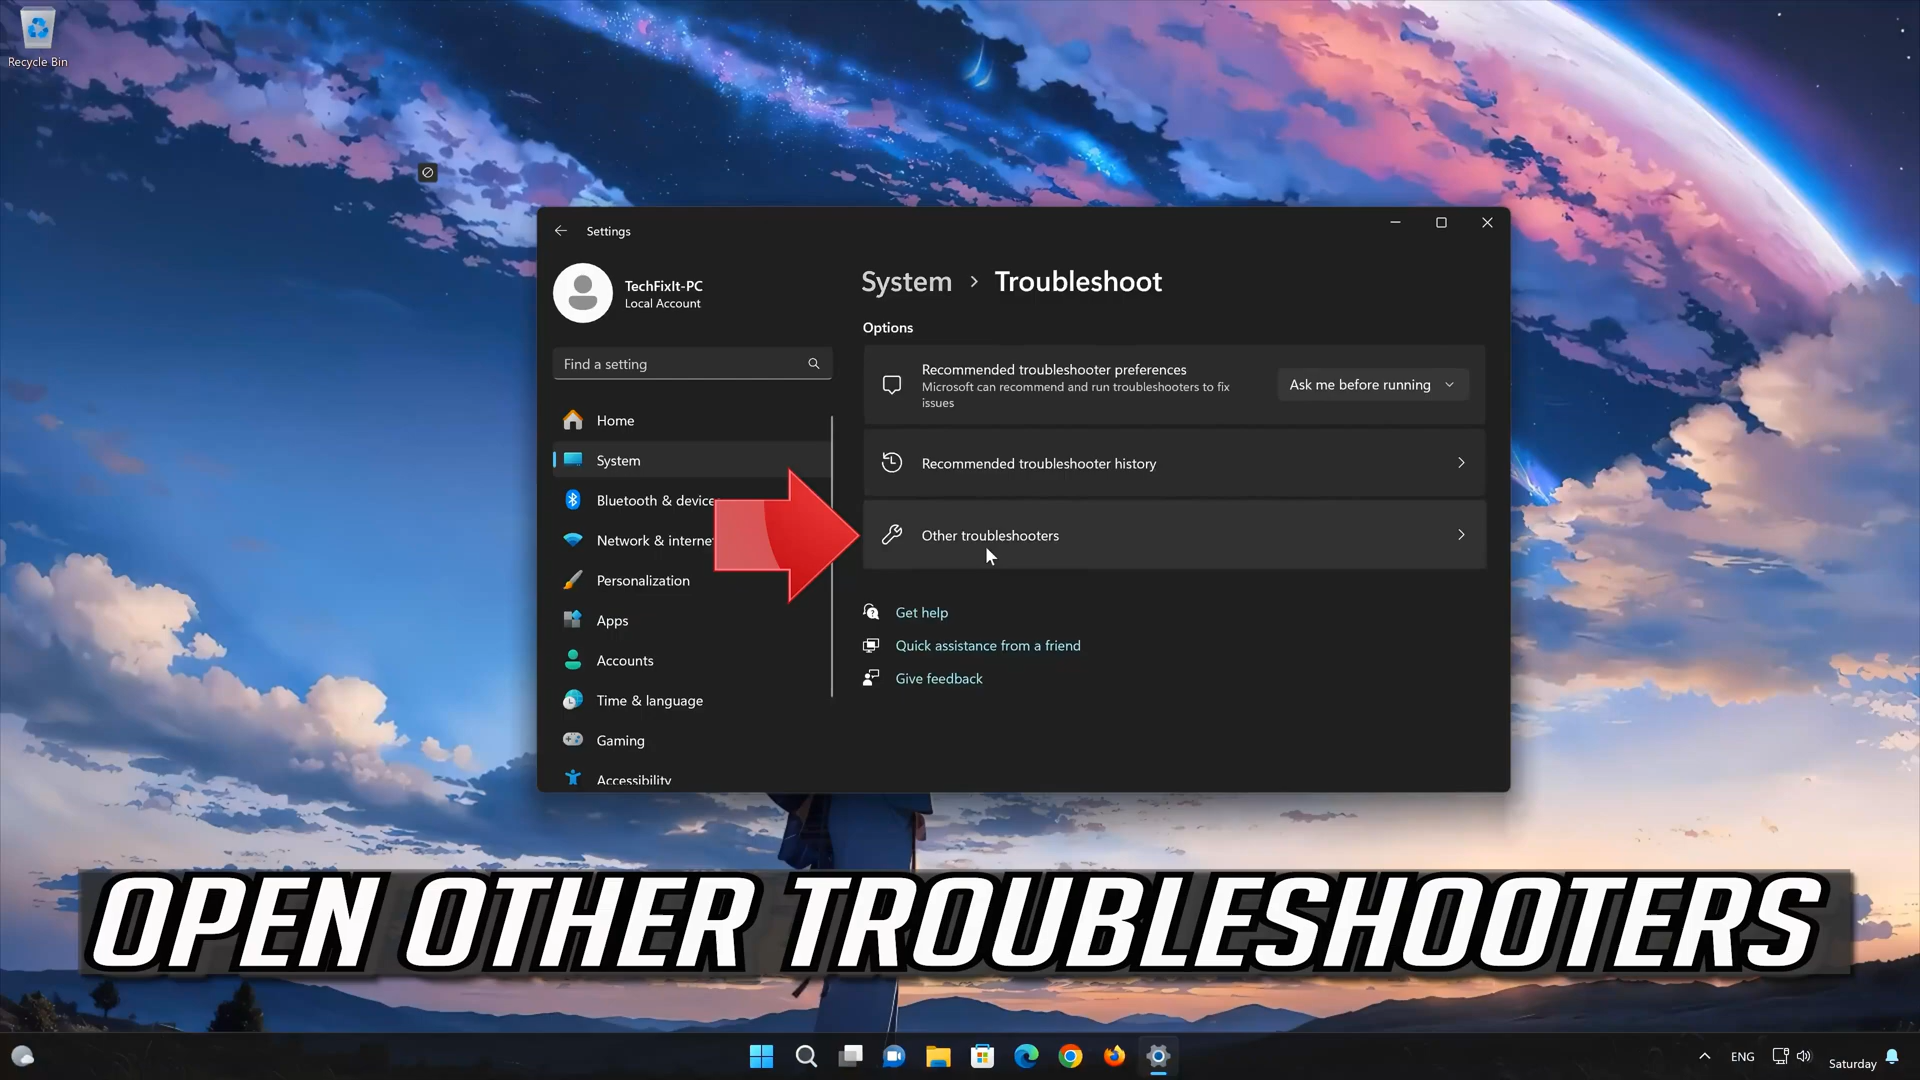 Recycle Bin
Settings
TechFixIt-PC
Local Account
Find a setting
Home
System
Bluetooth & device
Network & interne
Personalization
Apps
Accounts
Time & language
Gaming
Accessibility
System > Troubleshoot
Options
Recommended troubleshooter preferences
Microsoft can recommend and run troubleshooters to fix
issues
Ask me before running
Recommended troubleshooter history
Other troubleshooters
Get help
Quick assistance from a friend
Give feedback
OPEN OTHER TROUBLESHOOTERS
ENG
Saturday